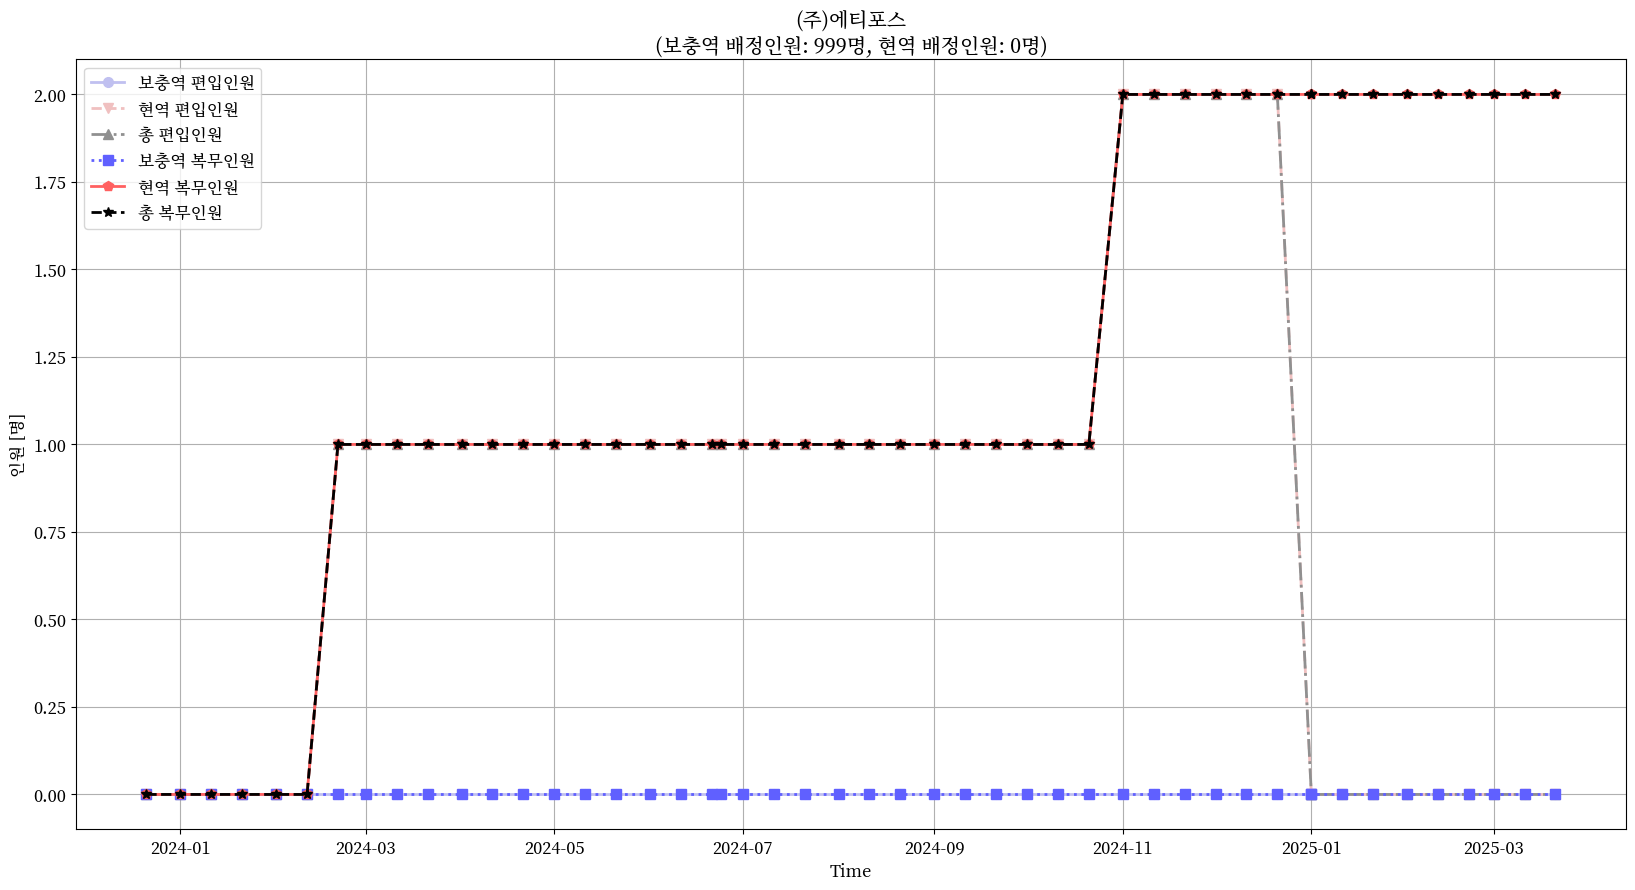 (주)에티포스
(보충역 배정인원: 999명, 현역 배정인원: 0명)
보충역 편입인원
현역 편입인원
총 편입인원
보충역 복무인원
현역 복무인원
총 복무인원
2.00
1.75
1.50
1.25
1.00
0.75
0.50
0.25
0.00
인원 [명]
2024-01
2024-03
2024-05
2024-07
2024-09
2024-11
2025-01
2025-03
Time